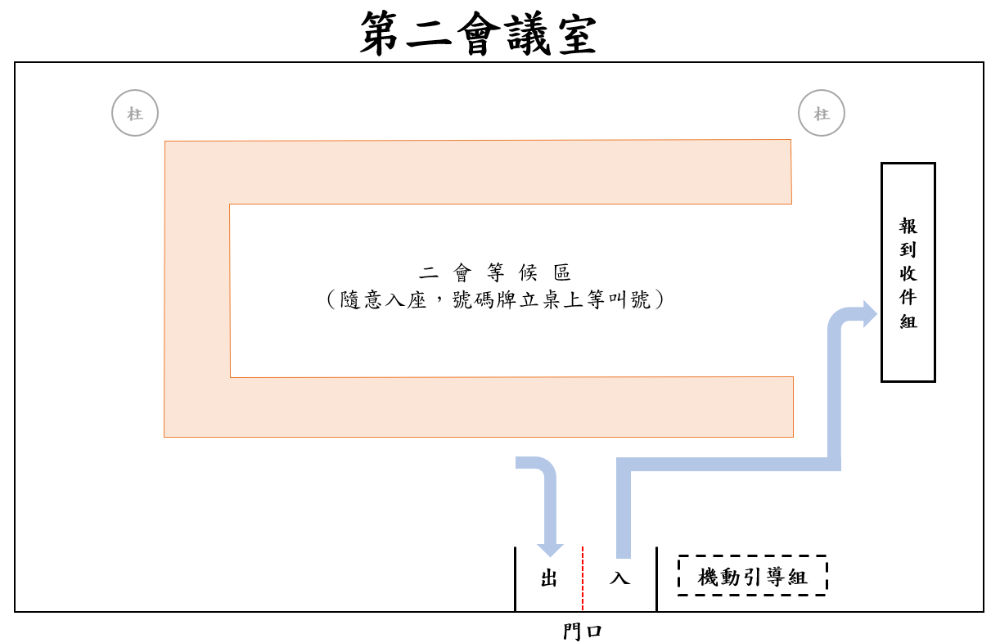 第二會議室
柱
柱
報到收件組
二會等候區
（隨意入座，號碼牌立桌上等叫號）
出
入
機動引導組
門口